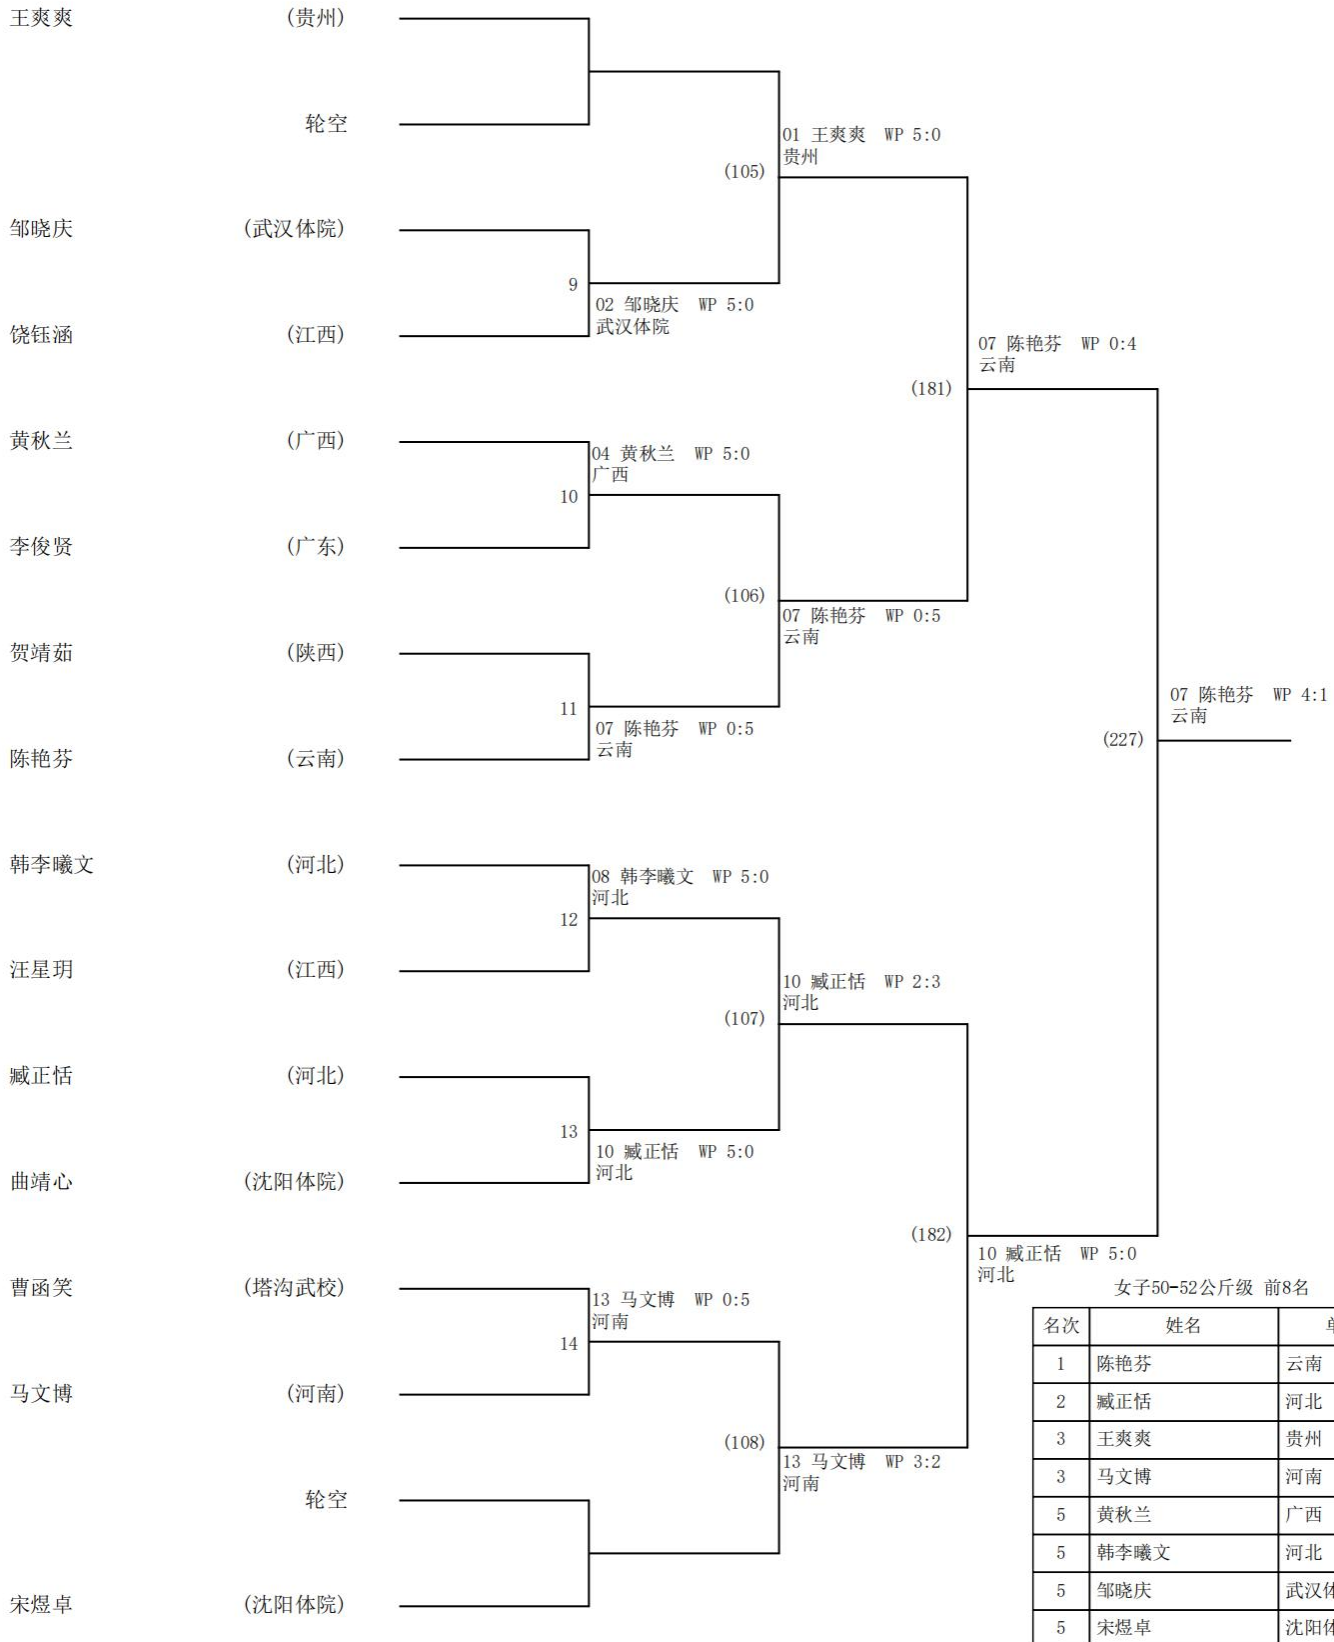 王爽爽 (贵州)
轮空
01 王爽爽 WP 5:0
贵州
(105)
邹晓庆 (武汉体院)
9
02 邹晓庆 WP 5:0
武汉体院
饶钰涵 (江西)
07 陈艳芬 WP 0:4
云南
(181)
黄秋兰 (广西)
04 黄秋兰 WP 5:0
广西
10
李俊贤 (广东)
(106)
07 陈艳芬 WP 0:5
云南
贺靖茹 (陕西)
11
07 陈艳芬 WP 0:5
云南
陈艳芬 (云南)
07 陈艳芬 WP 4:1
云南
(227)
韩李曦文 (河北)
08 韩李曦文 WP 5:0
河北
12
汪星玥 (江西)
10 臧正恬 WP 2:3
河北
(107)
臧正恬 (河北)
13
10 臧正恬 WP 5:0
河北
曲靖心 (沈阳体院)
(182)
10 臧正恬 WP 5:0
河北
曹函笑 (塔沟武校)
13 马文博 WP 0:5
河南
14
马文博 (河南)
(108)
13 马文博 WP 3:2
河南
轮空
宋煜卓 (沈阳体院)
女子50-52公斤级 前8名
名次 姓名
1 陈艳芬 云南
2 臧正恬 河北
3 王爽爽 贵州
3 马文博 河南
5 黄秋兰 广西
5 韩李曦文 河北
5 邹晓庆 武汉
5 宋煜卓 沈阳